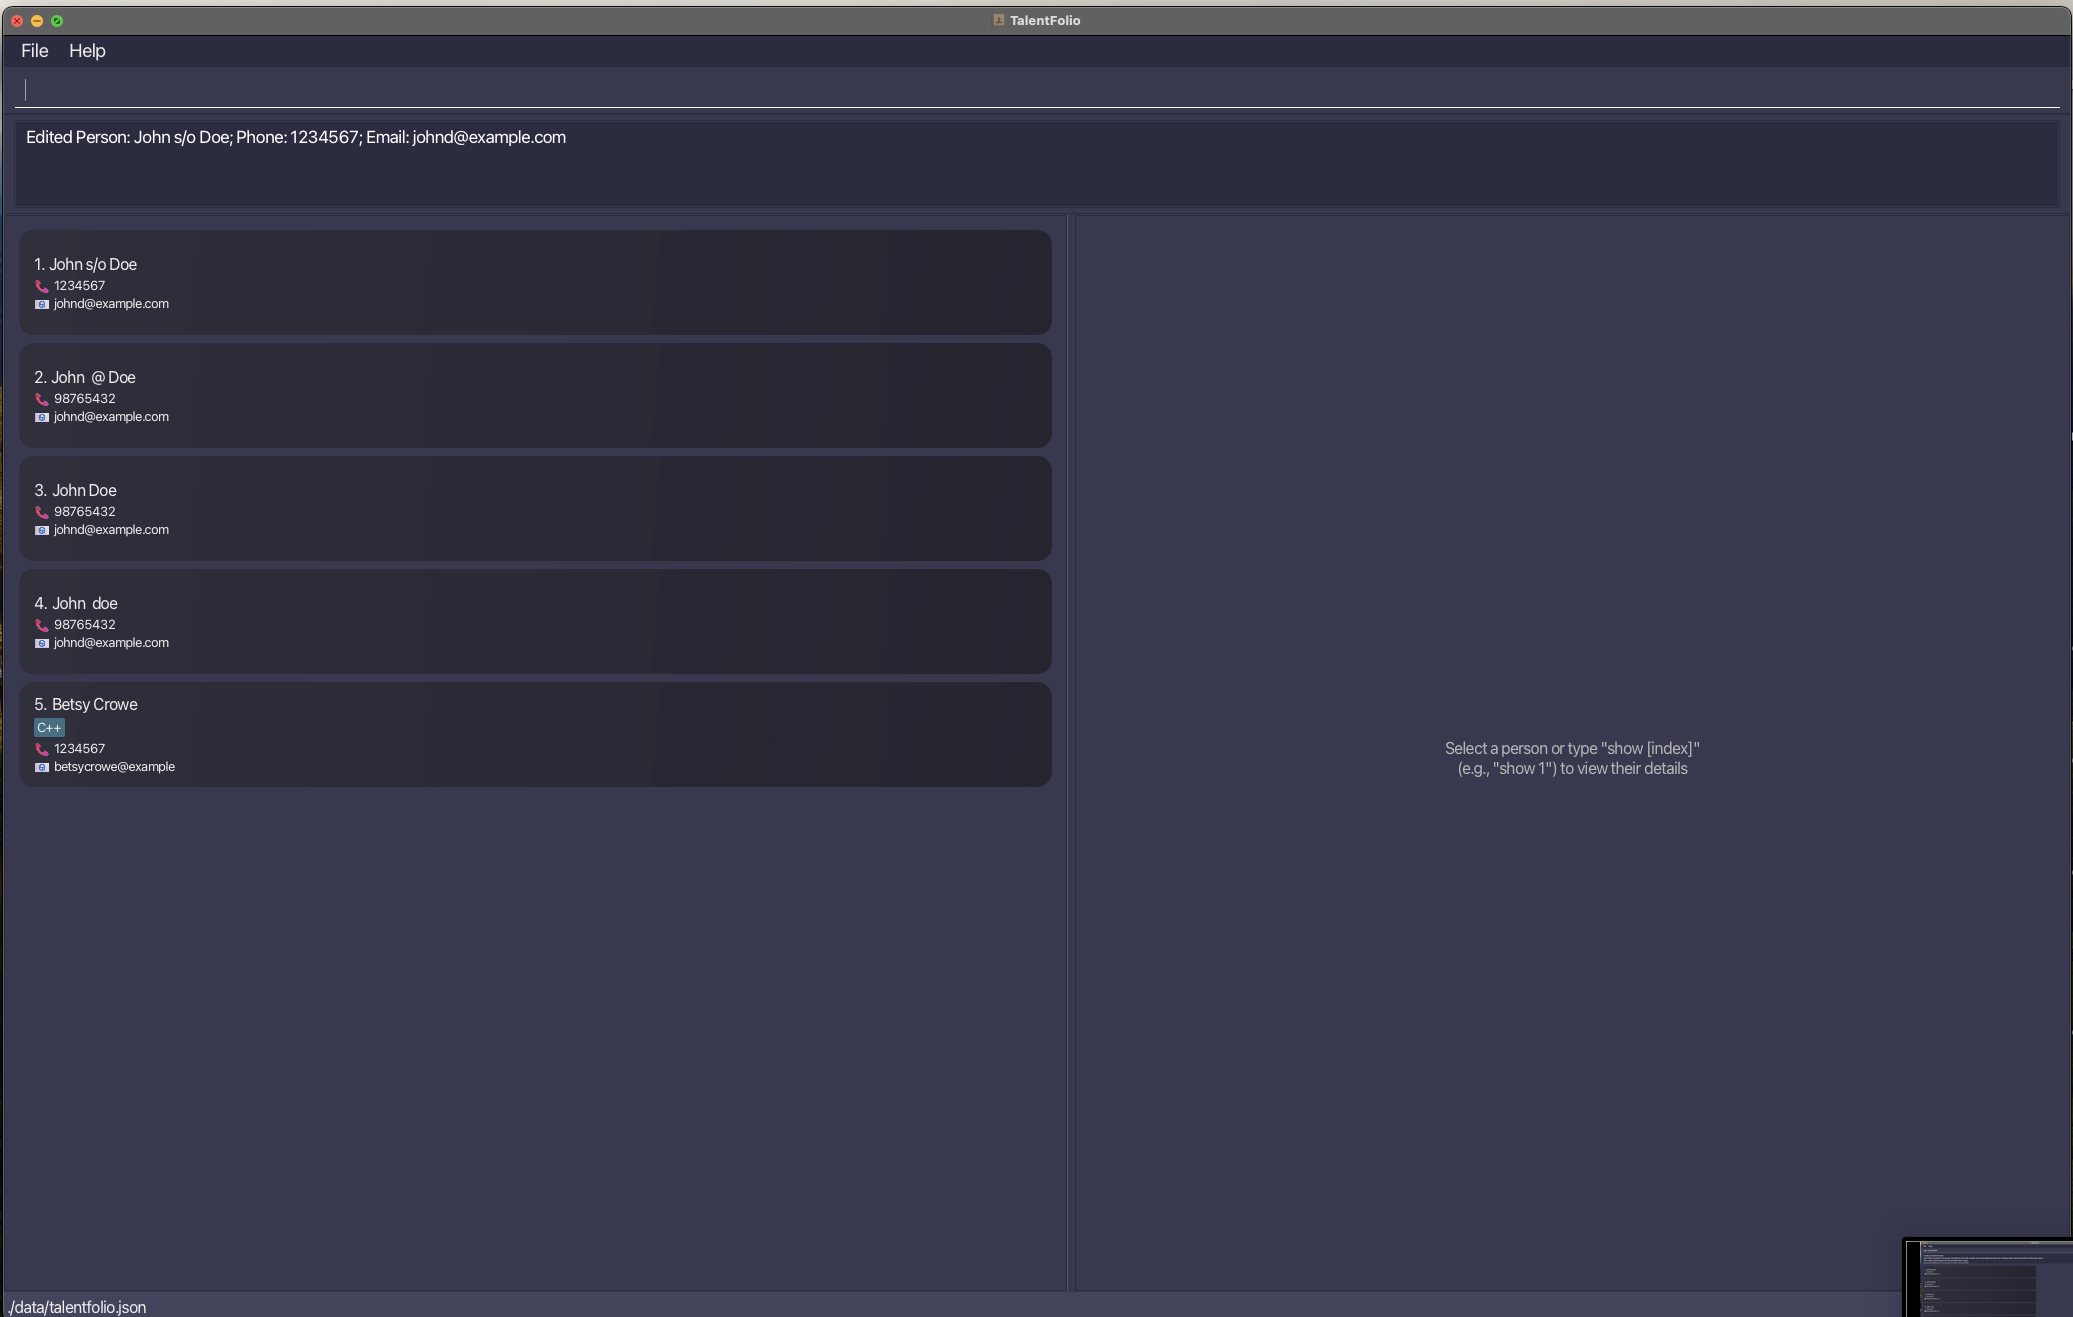 TalentFolio
File Help
Edited Person: John s/o Doe; Phone: 1234567; Email: johnd@example.com
1. John s/o Doe
1234567
johnd@example.com
2. John  @ Doe
98765432
johnd@example.com
3. John Doe
98765432
johnd@example.com
4. John  doe
98765432
johnd@example.com
5. Betsy Crowe
C++
1234567
betsycrowe@example
Select a person or type "show [index]"
(e.g., "show 1") to view their details
./data/talentfolio.json